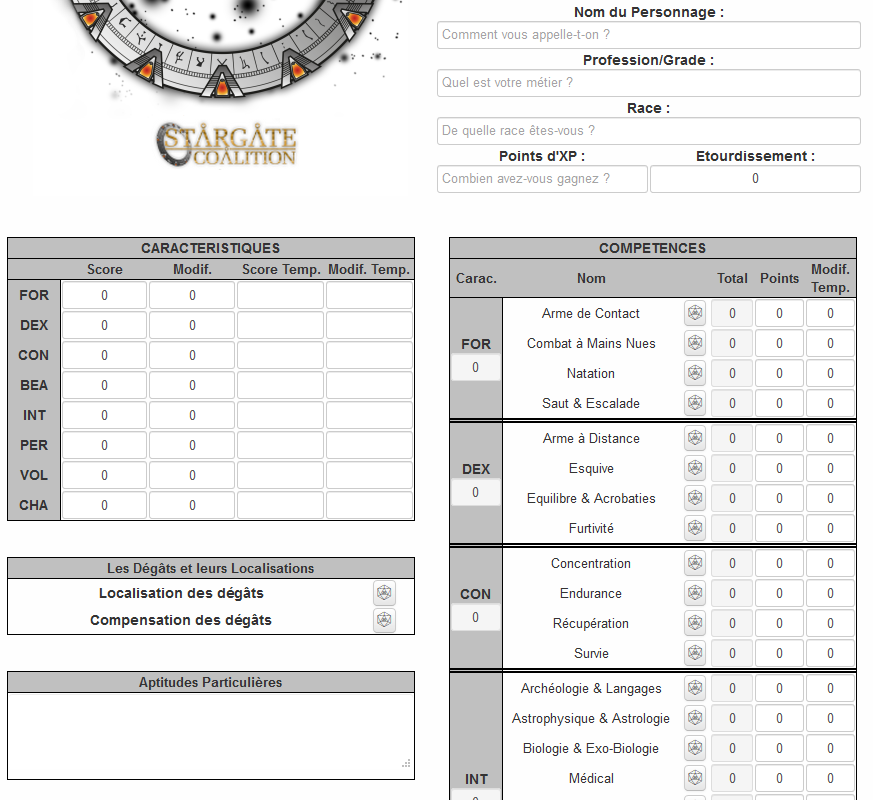 STARGATE
COALITION
Nom du Personnage :
Comment vous appelle-t-on ?
Profession/Grade :
Quel est votre métier ?
Race :
De quelle race êtes-vous ?
Points d'XP : Etourdissement :
Combien avez-vous gagnez ? 0
CARACTERISTIQUES
Score Modif. Score Temp. Modif. Temp.
FOR 0 0
DEX 0 0
CON 0 0
BEA 0 0
INT 0 0
PER 0 0
VOL 0 0
CHA 0 0
Les Dégâts et leurs Localisations
Localisation des dégâts
Compensation des dégâts
Aptitudes Particulières
COMPETENCES
Carac. Nom Total Points Modif. Temp.
FOR
0
Arme de Contact 0 0 0
Combat à Mains Nues 0 0 0
Natation 0 0 0
Saut & Escalade 0 0 0
DEX
0
Arme à Distance 0 0 0
Esquive 0 0 0
Equilibre & Acrobaties 0 0 0
Furtivité 0 0 0
CON
0
Concentration 0 0 0
Endurance 0 0 0
Récupération 0 0 0
Survie 0 0 0
INT
Archéologie & Langages 0 0 0
Astrophysique & Astrologie 0 0 0
Biologie & Exo-Biologie 0 0 0
Médical 0 0 0